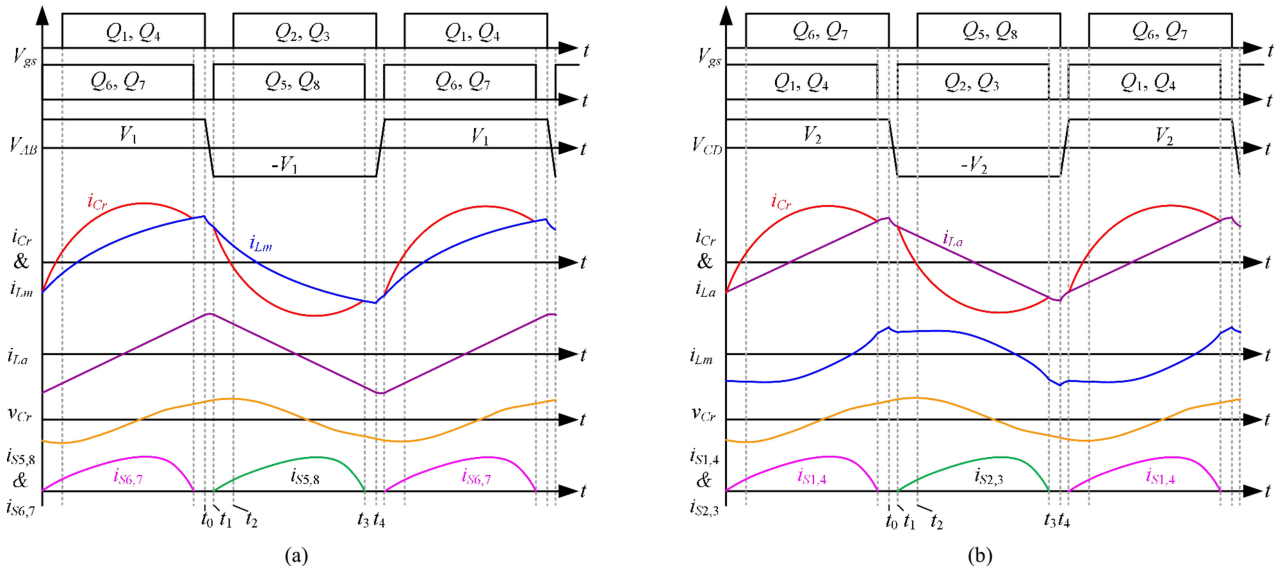 Q1, Q4 Q2, Q3 Q1, Q4
t
Vgs
Q6, Q7 Q5, Q8 Q6, Q7
t
VAB V1 -V1 V1 t
iCr iCr
iCr & iLm iLm t
iLa t
vCr t
iS5,8 & iS6,7 iS6,7 iS5,8 iS6,7 t
t0 t1 t2 t3 t4
(a)
Q6, Q7 Q5, Q8 Q6, Q7
t
Vgs
Q1, Q4 Q2, Q3 Q1, Q4
t
VCD V2 -V2 V2 t
iCr iCr
iCr & iLa iLa t
iLm t
vCr t
iS1,4 & iS2,3 iS1,4 iS2,3 iS1,4 t
t0 t1 t2 t3 t4
(b)